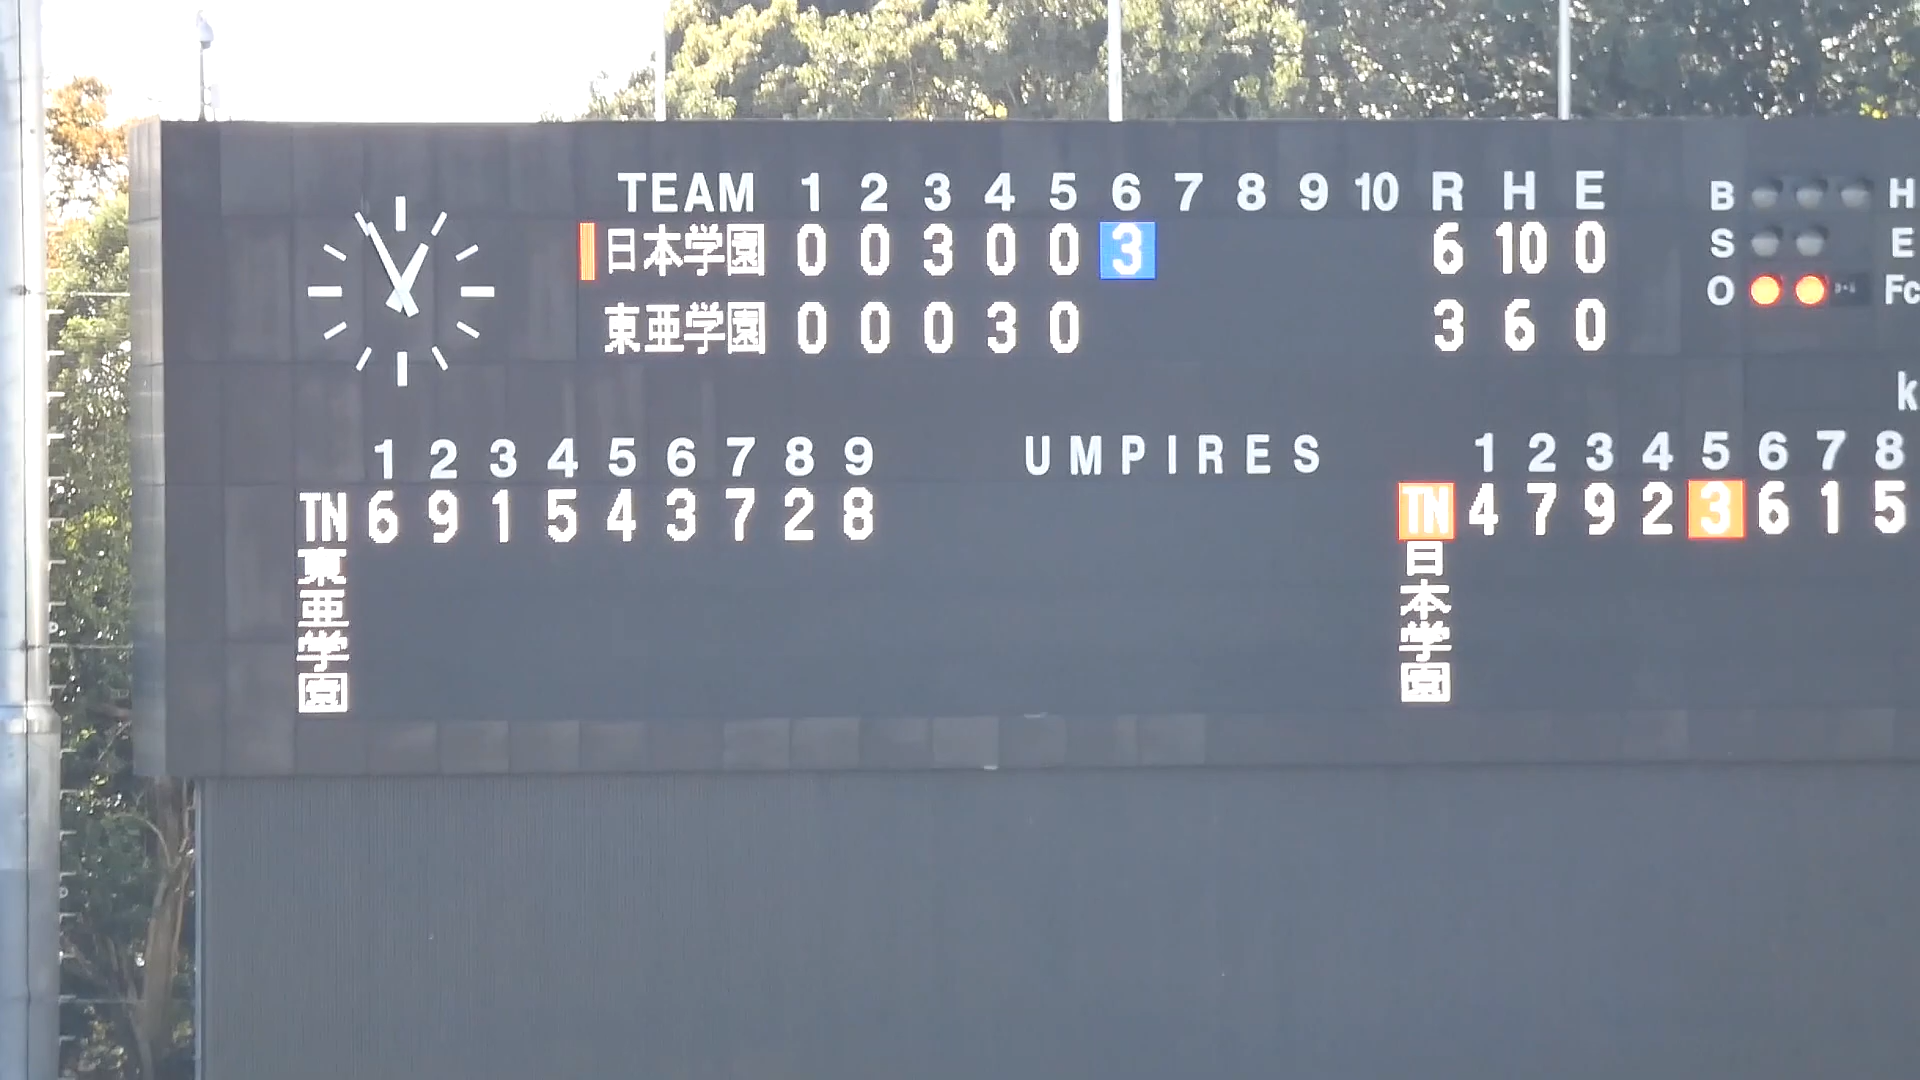 TEAM 1 2 3 4 5 6 7 8 9 10 R H E
日本学園 0 0 3 0 0 3 6 10 0
東亜学園 0 0 0 3 0 3 6 0
B H
S E
O Fc
k
1 2 3 4 5 6 7 8 9
TN 6 9 1 5 4 3 7 2 8
東亜学園
UMPIRES
1 2 3 4 5 6 7 8
TN 4 7 9 2 3 6 1 5
日本学園